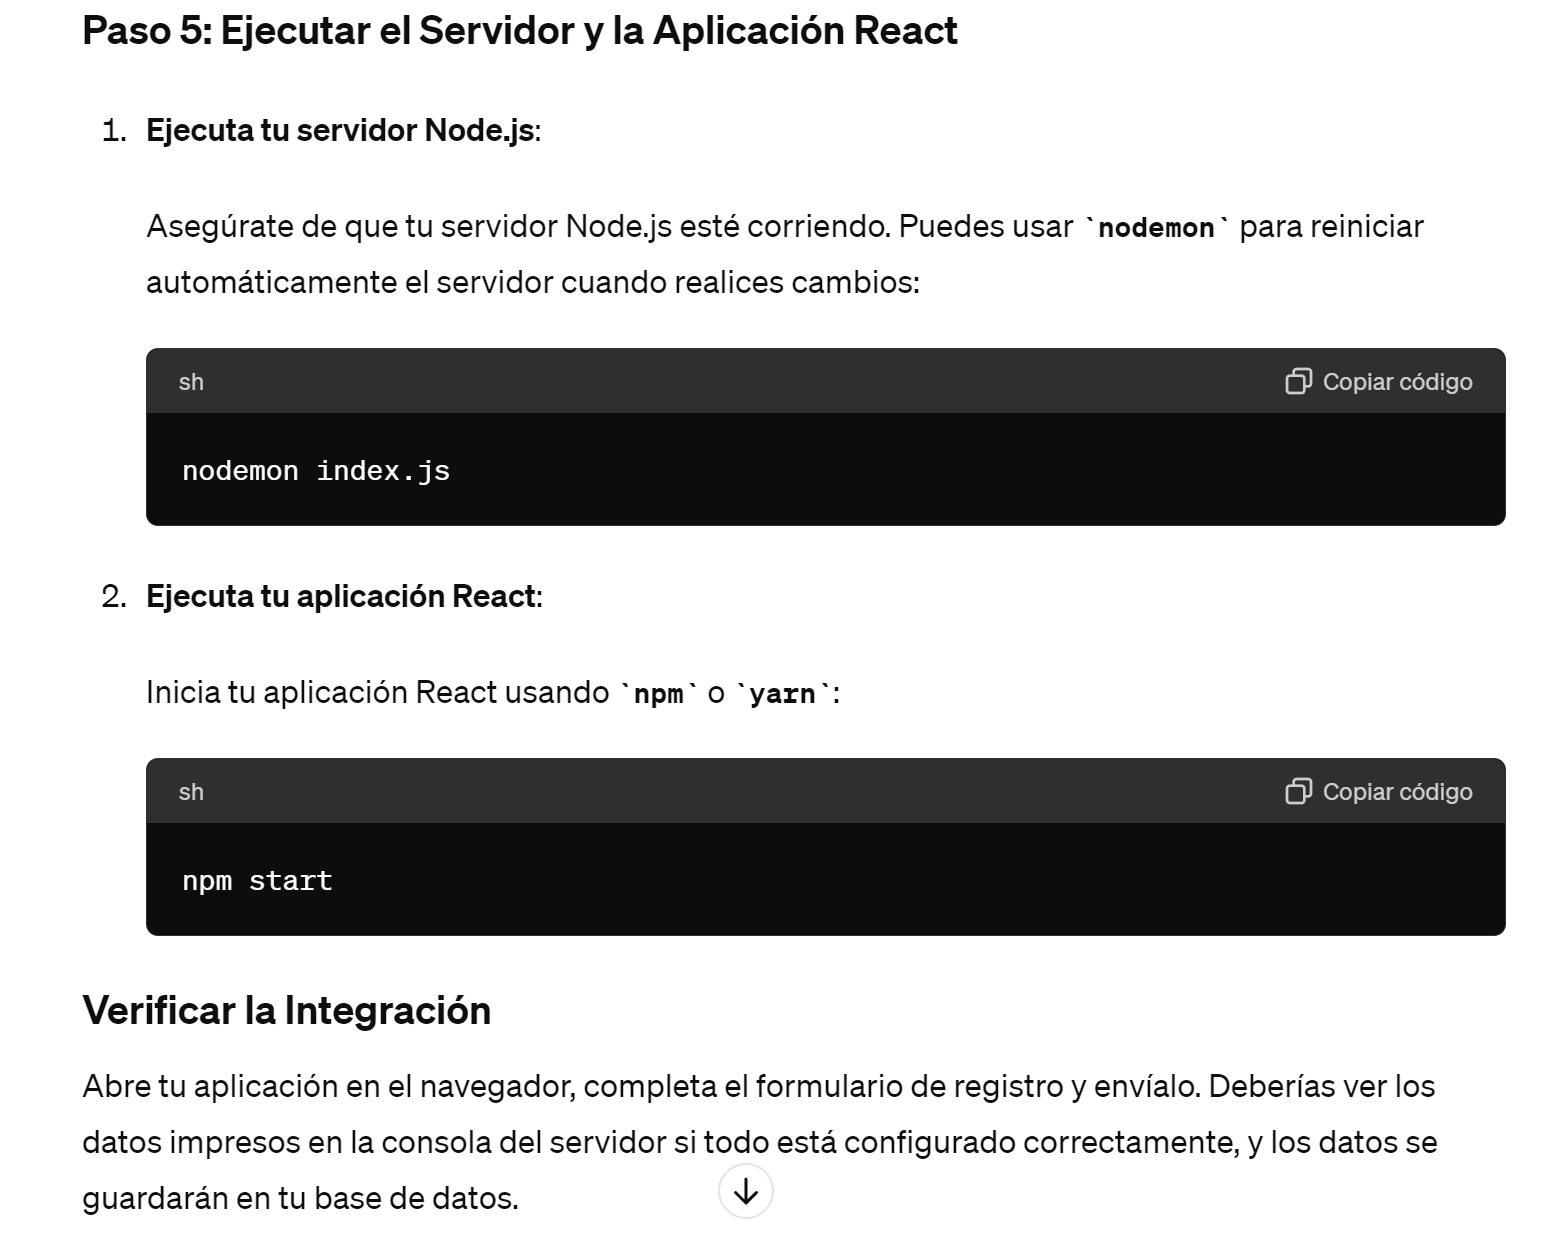 Paso 5: Ejecutar el Servidor y la Aplicación React
1. Ejecuta tu servidor Node.js:
Asegúrate de que tu servidor Node.js esté corriendo. Puedes usar `nodemon` para reiniciar
automáticamente el servidor cuando realices cambios:
sh Copiar código
nodemon index.js
2. Ejecuta tu aplicación React:
Inicia tu aplicación React usando `npm` o `yarn`:
sh Copiar código
npm start
Verificar la Integración
Abre tu aplicación en el navegador, completa el formulario de registro y envíalo. Deberías ver los
datos impresos en la consola del servidor si todo está configurado correctamente, y los datos se
guardarán en tu base de datos.